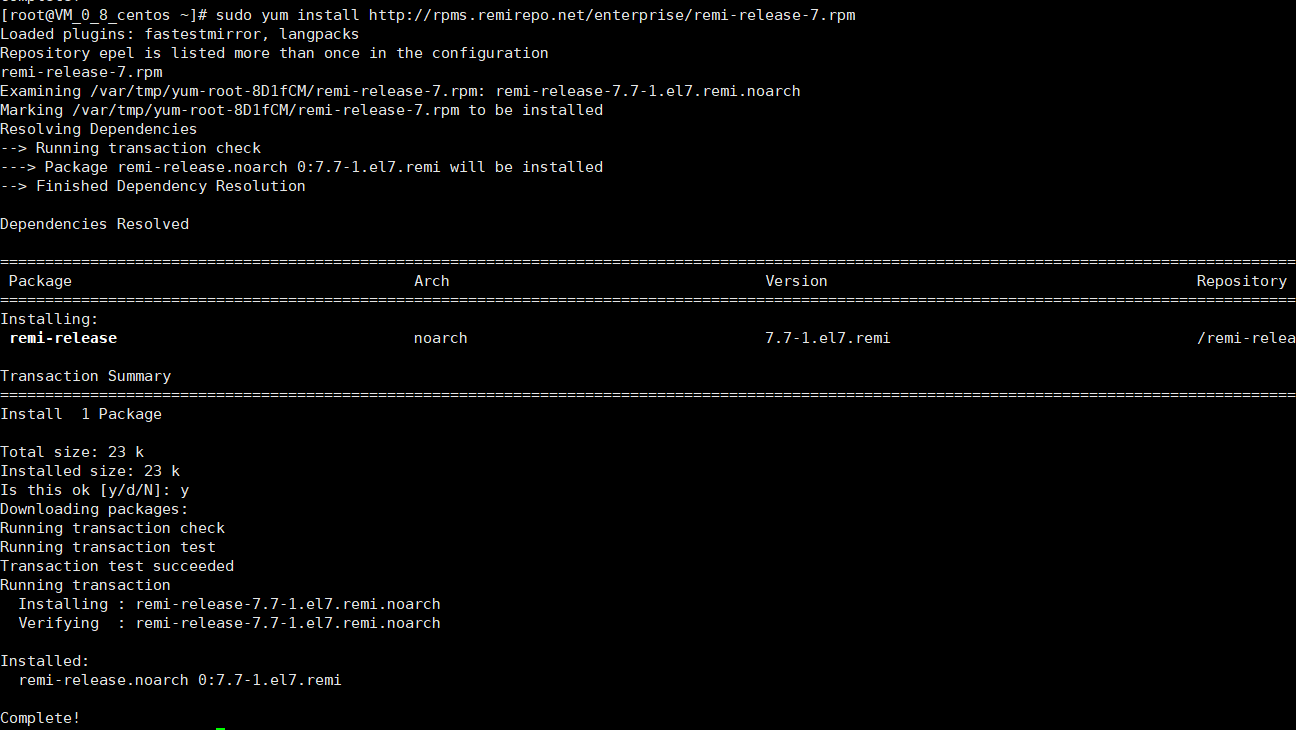 [root@VM_0_8_centos ~]# sudo yum install http://rpms.remirepo.net/enterprise/remi-release-7.rpm
Loaded plugins: fastestmirror, langpacks
Repository epel is listed more than once in the configuration
remi-release-7.rpm
Examining /var/tmp/yum-root-8D1fCM/remi-release-7.rpm: remi-release-7.7-1.el7.remi.noarch
Marking /var/tmp/yum-root-8D1fCM/remi-release-7.rpm to be installed
Resolving Dependencies
--> Running transaction check
---> Package remi-release.noarch 0:7.7-1.el7.remi will be installed
--> Finished Dependency Resolution
Dependencies Resolved
================================================================================================================================================
Package Arch Version Repository
================================================================================================================================================
Installing:
remi-release noarch 7.7-1.el7.remi /remi-relea
Transaction Summary
================================================================================================================================================
Install 1 Package
Total size: 23 k
Installed size: 23 k
Is this ok [y/d/N]: y
Downloading packages:
Running transaction check
Running transaction test
Transaction test succeeded
Running transaction
Installing : remi-release-7.7-1.el7.remi.noarch
Verifying : remi-release-7.7-1.el7.remi.noarch
Installed:
remi-release.noarch 0:7.7-1.el7.remi
Complete!